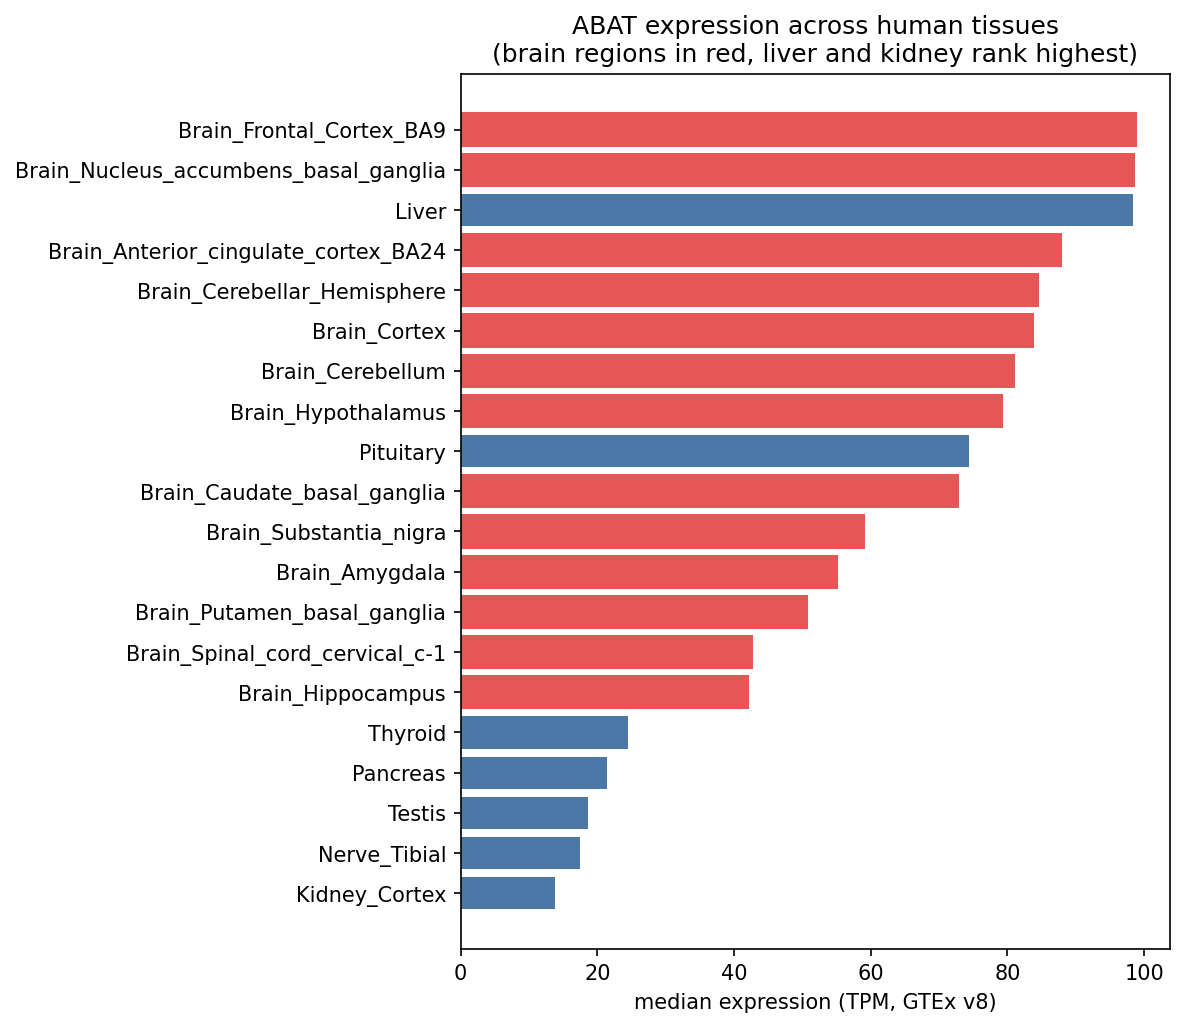 ABAT expression across human tissues
(brain regions in red, liver and kidney rank highest)
Brain_Frontal_Cortex_BA9
Brain_Nucleus_accumbens_basal_ganglia
Liver
Brain_Anterior_cingulate_cortex_BA24
Brain_Cerebellar_Hemisphere
Brain_Cortex
Brain_Cerebellum
Brain_Hypothalamus
Pituitary
Brain_Caudate_basal_ganglia
Brain_Substantia_nigra
Brain_Amygdala
Brain_Putamen_basal_ganglia
Brain_Spinal_cord_cervical_c-1
Brain_Hippocampus
Thyroid
Pancreas
Testis
Nerve_Tibial
Kidney_Cortex
0 20 40 60 80 100
median expression (TPM, GTEx v8)